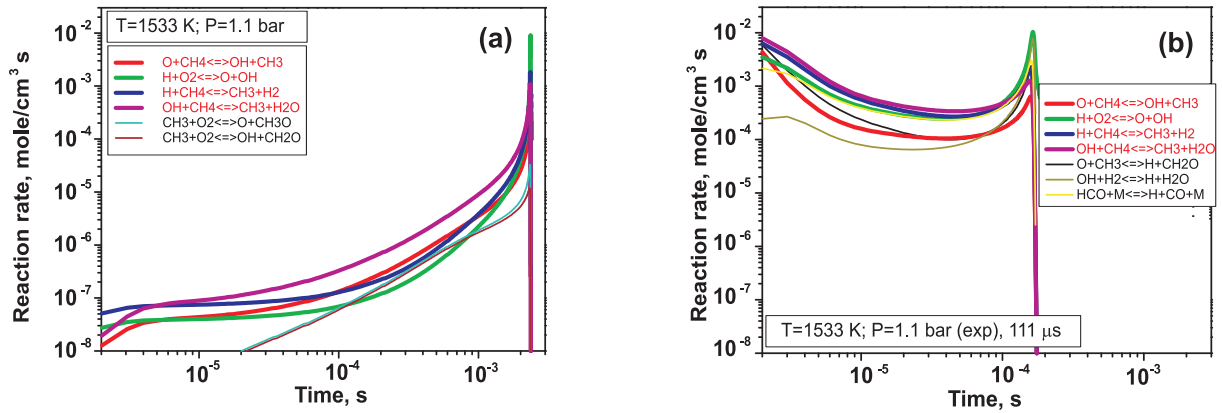 T=1533 K; P=1.1 bar
(a)
O+CH4<=>OH+CH3
H+O2<=>O+OH
H+CH4<=>CH3+H2
OH+CH4<=>CH3+H2O
CH3+O2<=>O+CH3O
CH3+O2<=>OH+CH2O
Reaction rate, mole/cm³ s
10⁻²
10⁻³
10⁻⁴
10⁻⁵
10⁻⁶
10⁻⁷
10⁻⁸
10⁻⁵
10⁻⁴
10⁻³
Time, s
(b)
O+CH4<=>OH+CH3
H+O2<=>O+OH
H+CH4<=>CH3+H2
OH+CH4<=>CH3+H2O
O+CH3<=>H+CH2O
OH+H2<=>H+H2O
HCO+M<=>H+CO+M
T=1533 K; P=1.1 bar (exp), 111 μs
Reaction rate, mole/cm³ s
10⁻²
10⁻³
10⁻⁴
10⁻⁵
10⁻⁶
10⁻⁷
10⁻⁸
10⁻⁵
10⁻⁴
10⁻³
Time, s